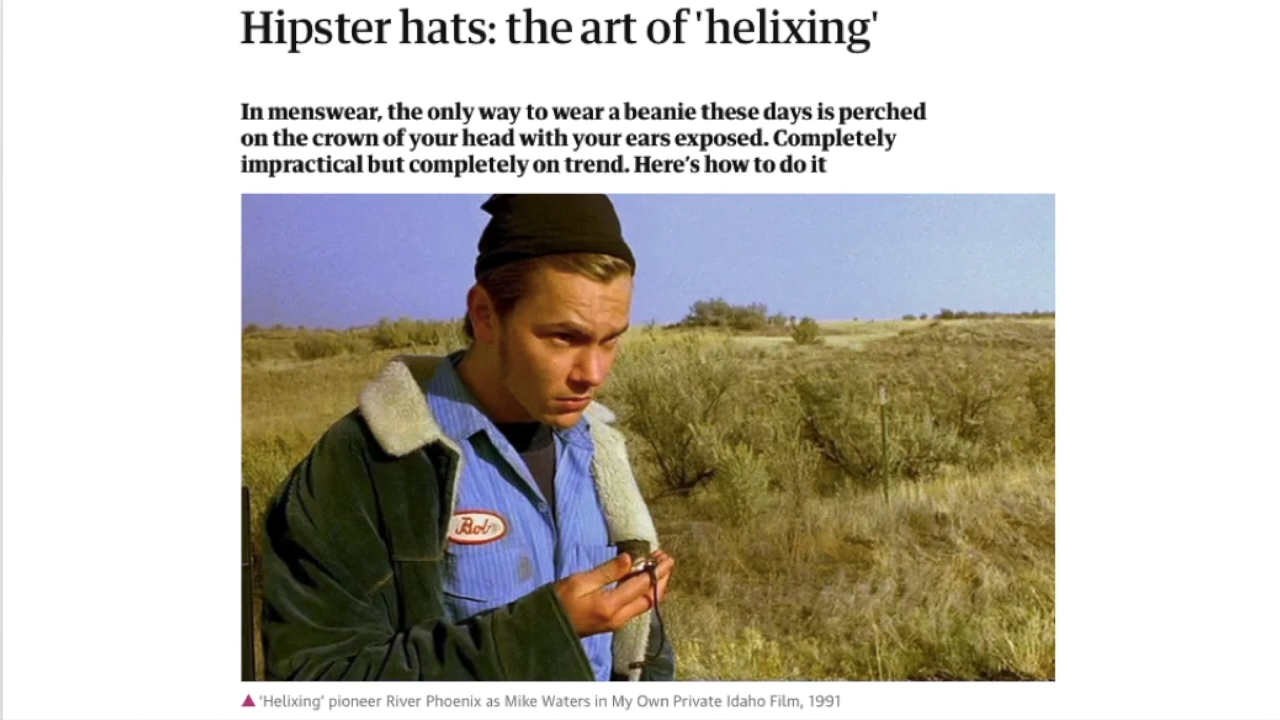 Hipster hats: the art of 'helixing'
In menswear, the only way to wear a beanie these days is perched
on the crown of your head with your ears exposed. Completely
impractical but completely on trend. Here’s how to do it
Bob
‘Helixing’ pioneer River Phoenix as Mike Waters in My Own Private Idaho Film, 1991